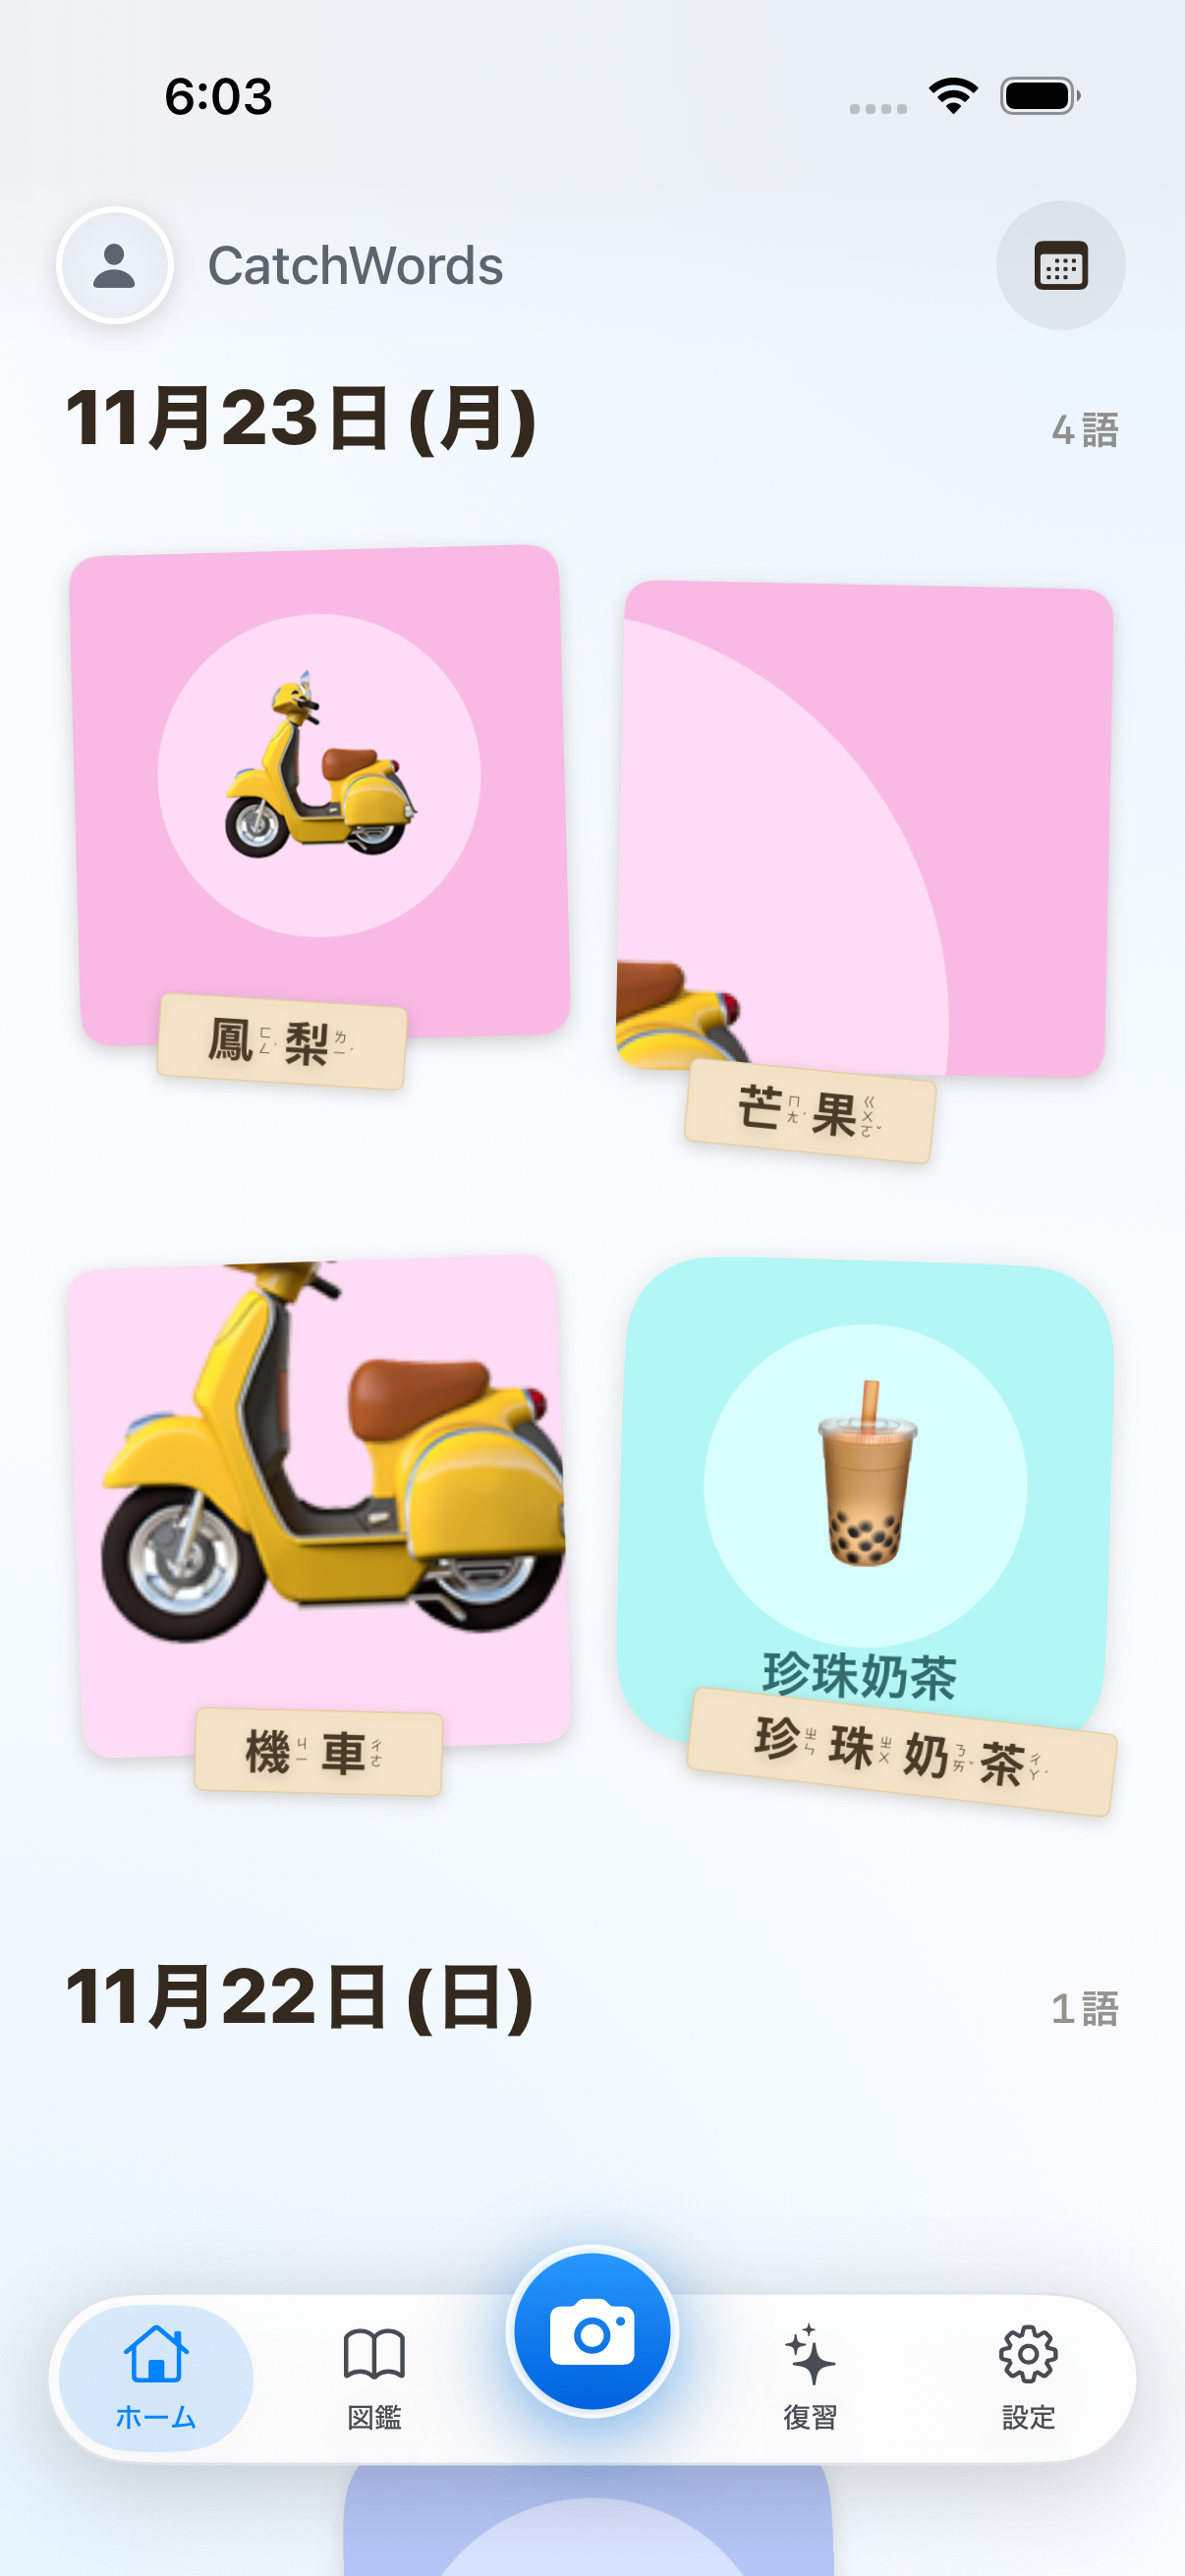 6:03
CatchWords
11月23日(月)
4語
鳳ㄈㄥˋ梨ㄌㄧˊ
芒ㄇㄤˊ果ㄍㄨㄛˇ
機ㄐㄧ車ㄔㄜ
珍珠奶茶
珍ㄓㄣ珠ㄓㄨ奶ㄋㄞˇ茶ㄔㄚˊ
11月22日(日)
1語
ホーム
図鑑
復習
設定